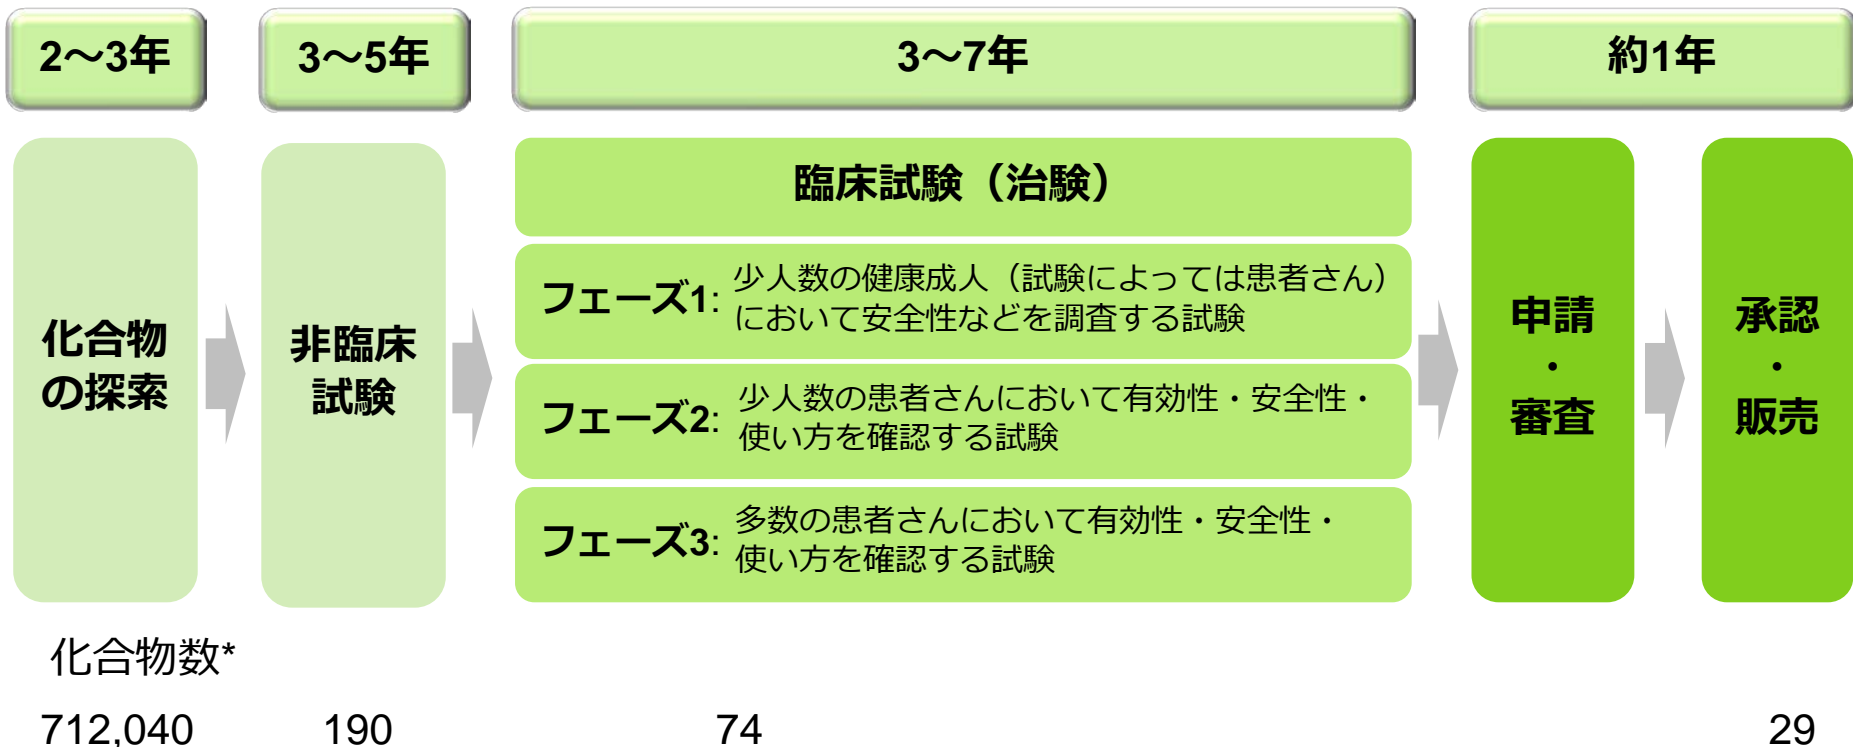 2～3年
3～5年
3～7年
約1年
化合物
の探索
非臨床
試験
臨床試験（治験）
フェーズ1: 少人数の健康成人（試験によっては患者さん）
において安全性などを調査する試験
フェーズ2: 少人数の患者さんにおいて有効性・安全性・
使い方を確認する試験
フェーズ3: 多数の患者さんにおいて有効性・安全性・
使い方を確認する試験
申請
・
審査
承認
・
販売
化合物数*
712,040 190 74 29